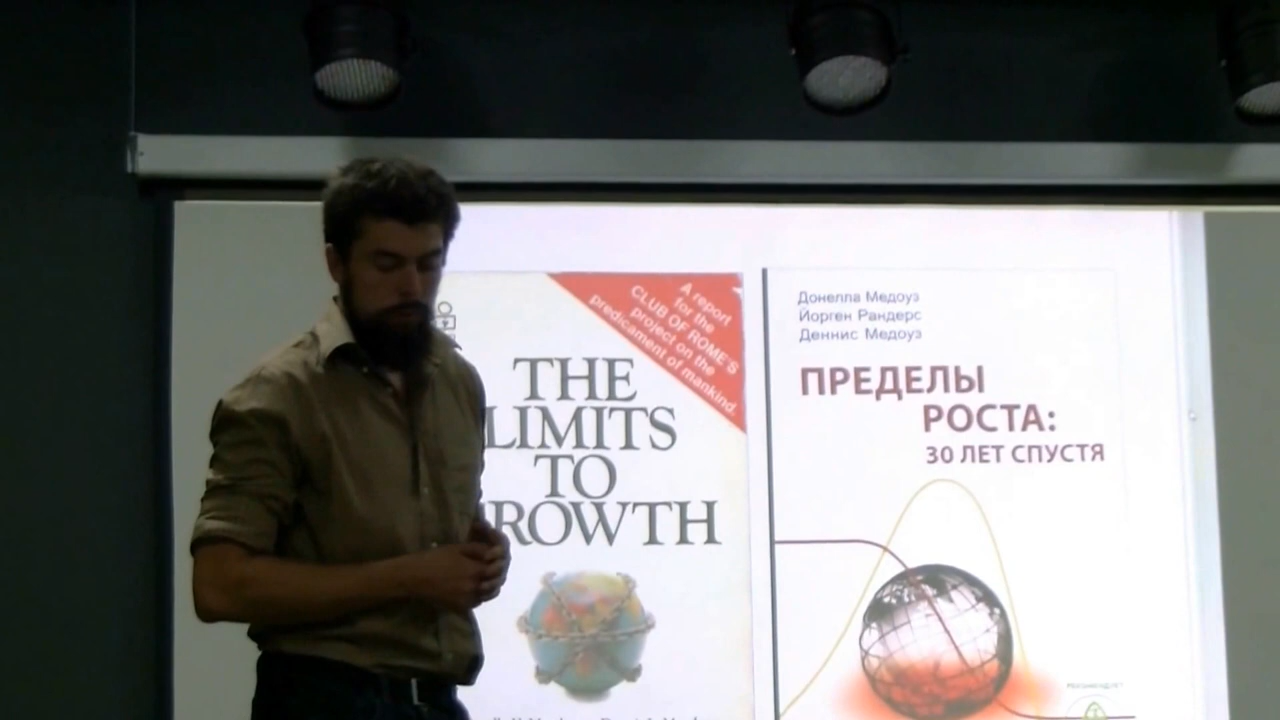 A report
for the
CLUB OF ROME'S
project on the
predicament of mankind.
THE
LIMITS
TO
ROWTH
Донелла Медоуз
Йорген Рандерс
Деннис Медоуз
ПРЕДЕЛЫ
РОСТА:
30 ЛЕТ СПУСТЯ